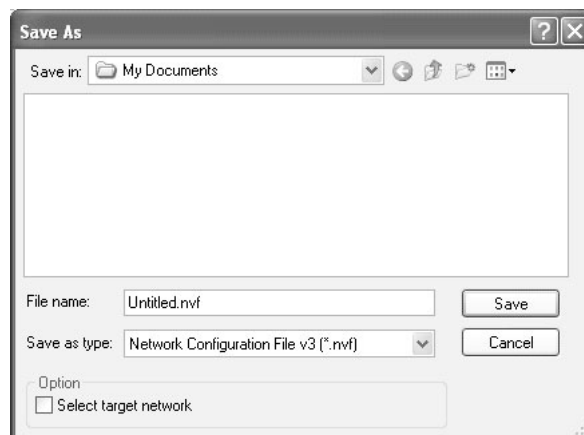 Save As
Save in: My Documents
File name: Untitled.nvf
Save
Save as type: Network Configuration File v3 (*.nvf)
Cancel
Option
Select target network